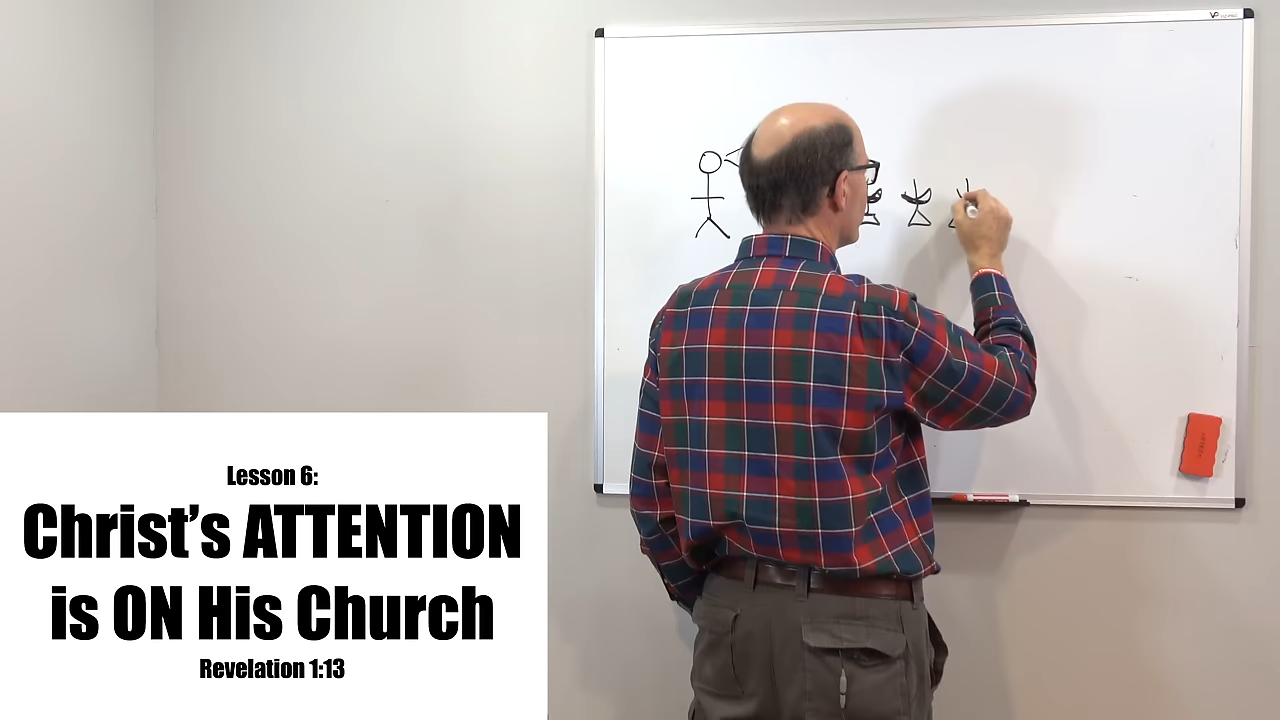 Lesson 6:
Christ's ATTENTION
is ON His Church
Revelation 1:13